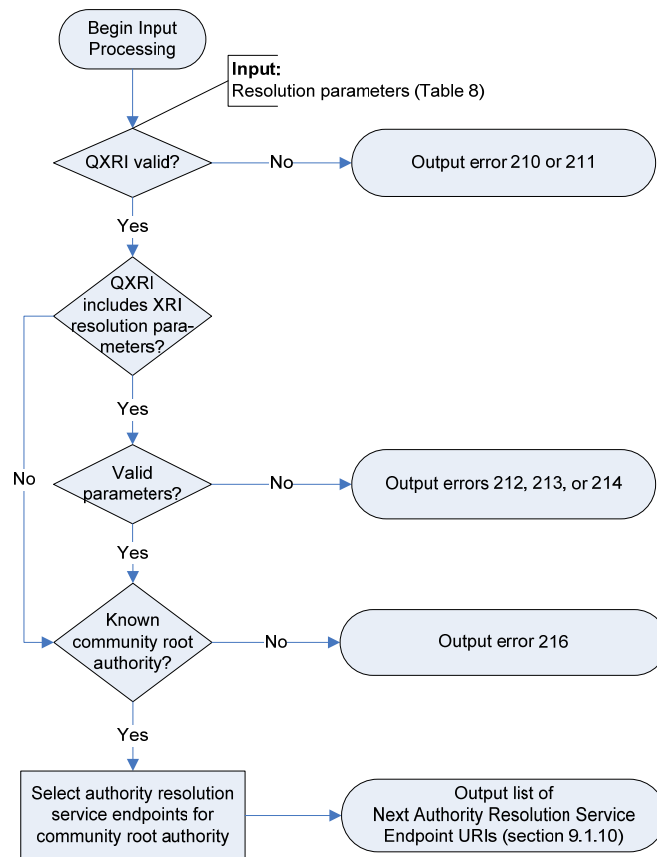 Begin Input
Processing
Input:
Resolution parameters (Table 8)
QXRI valid?
No
Output error 210 or 211
Yes
QXRI
includes XRI
resolution para-
meters?
Yes
No
Valid
parameters?
No
Output errors 212, 213, or 214
Yes
Known
community root
authority?
No
Output error 216
Yes
Select authority resolution
service endpoints for
community root authority
Output list of
Next Authority Resolution Service
Endpoint URIs (section 9.1.10)